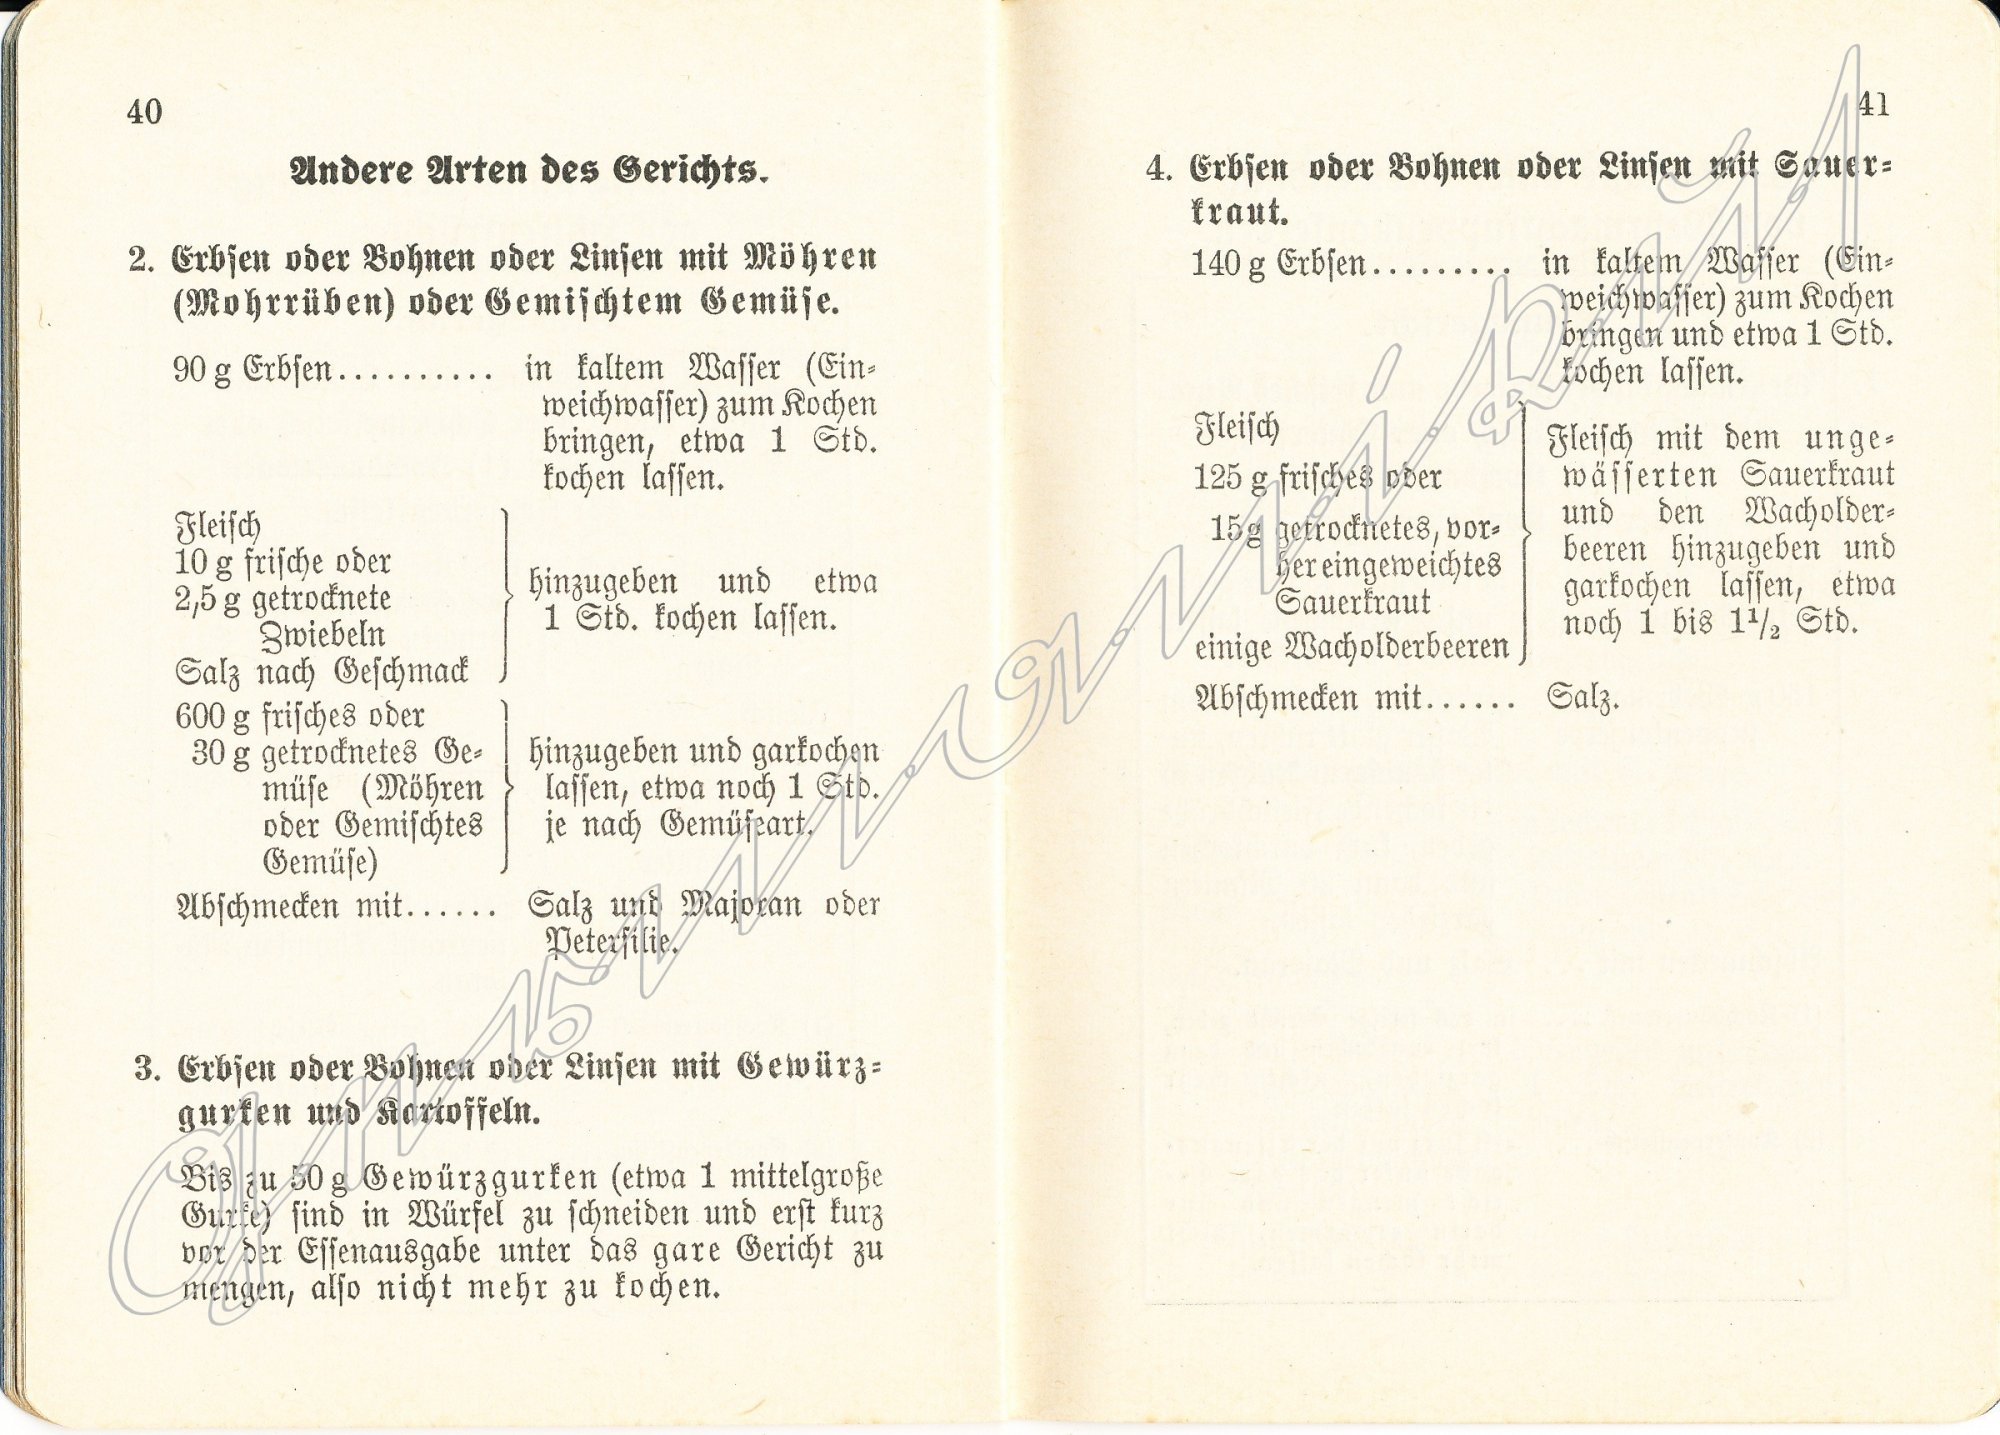 40
Andere Arten des Gerichts.
2. Erbsen oder Bohnen oder Linsen mit Möhren
(Mohrrüben) oder Gemischtem Gemüse.
90 g Erbsen.......... in kaltem Wasser (Ein-
weichwasser) zum Kochen
bringen, etwa 1 Std.
kochen lassen.
Fleisch
10 g frische oder
2,5 g getrocknete
Zwiebeln
Salz nach Geschmack
hinzugeben und etwa
1 Std. kochen lassen.
600 g frisches oder
30 g getrocknetes Ge-
müse (Möhren
oder Gemischtes
Gemüse)
hinzugeben und garkochen
lassen, etwa noch 1 Std.
je nach Gemüseart.
Abschmecken mit...... Salz und Majoran oder
Petersilie.
3. Erbsen oder Bohnen oder Linsen mit Gewürz-
gurken und Kartoffeln.
Bis zu 50 g Gewürzgurken (etwa 1 mittelgroße
Gurke) sind in Würfel zu schneiden und erst kurz
vor der Essenausgabe unter das gare Gericht zu
mengen, also nicht mehr zu kochen.
41
4. Erbsen oder Bohnen oder Linsen mit Sauer-
kraut.
140 g Erbsen......... in kaltem Wasser (Ein-
weichwasser) zum Kochen
bringen und etwa 1 Std.
kochen lassen.
Fleisch
125 g frisches oder
15 g getrocknetes, vor-
her eingeweichtes
Sauerkraut
einige Wacholderbeeren
Fleisch mit dem unge-
wässerten Sauerkraut
und den Wacholder-
beeren hinzugeben und
garkochen lassen, etwa
noch 1 bis 1½ Std.
Abschmecken mit...... Salz.